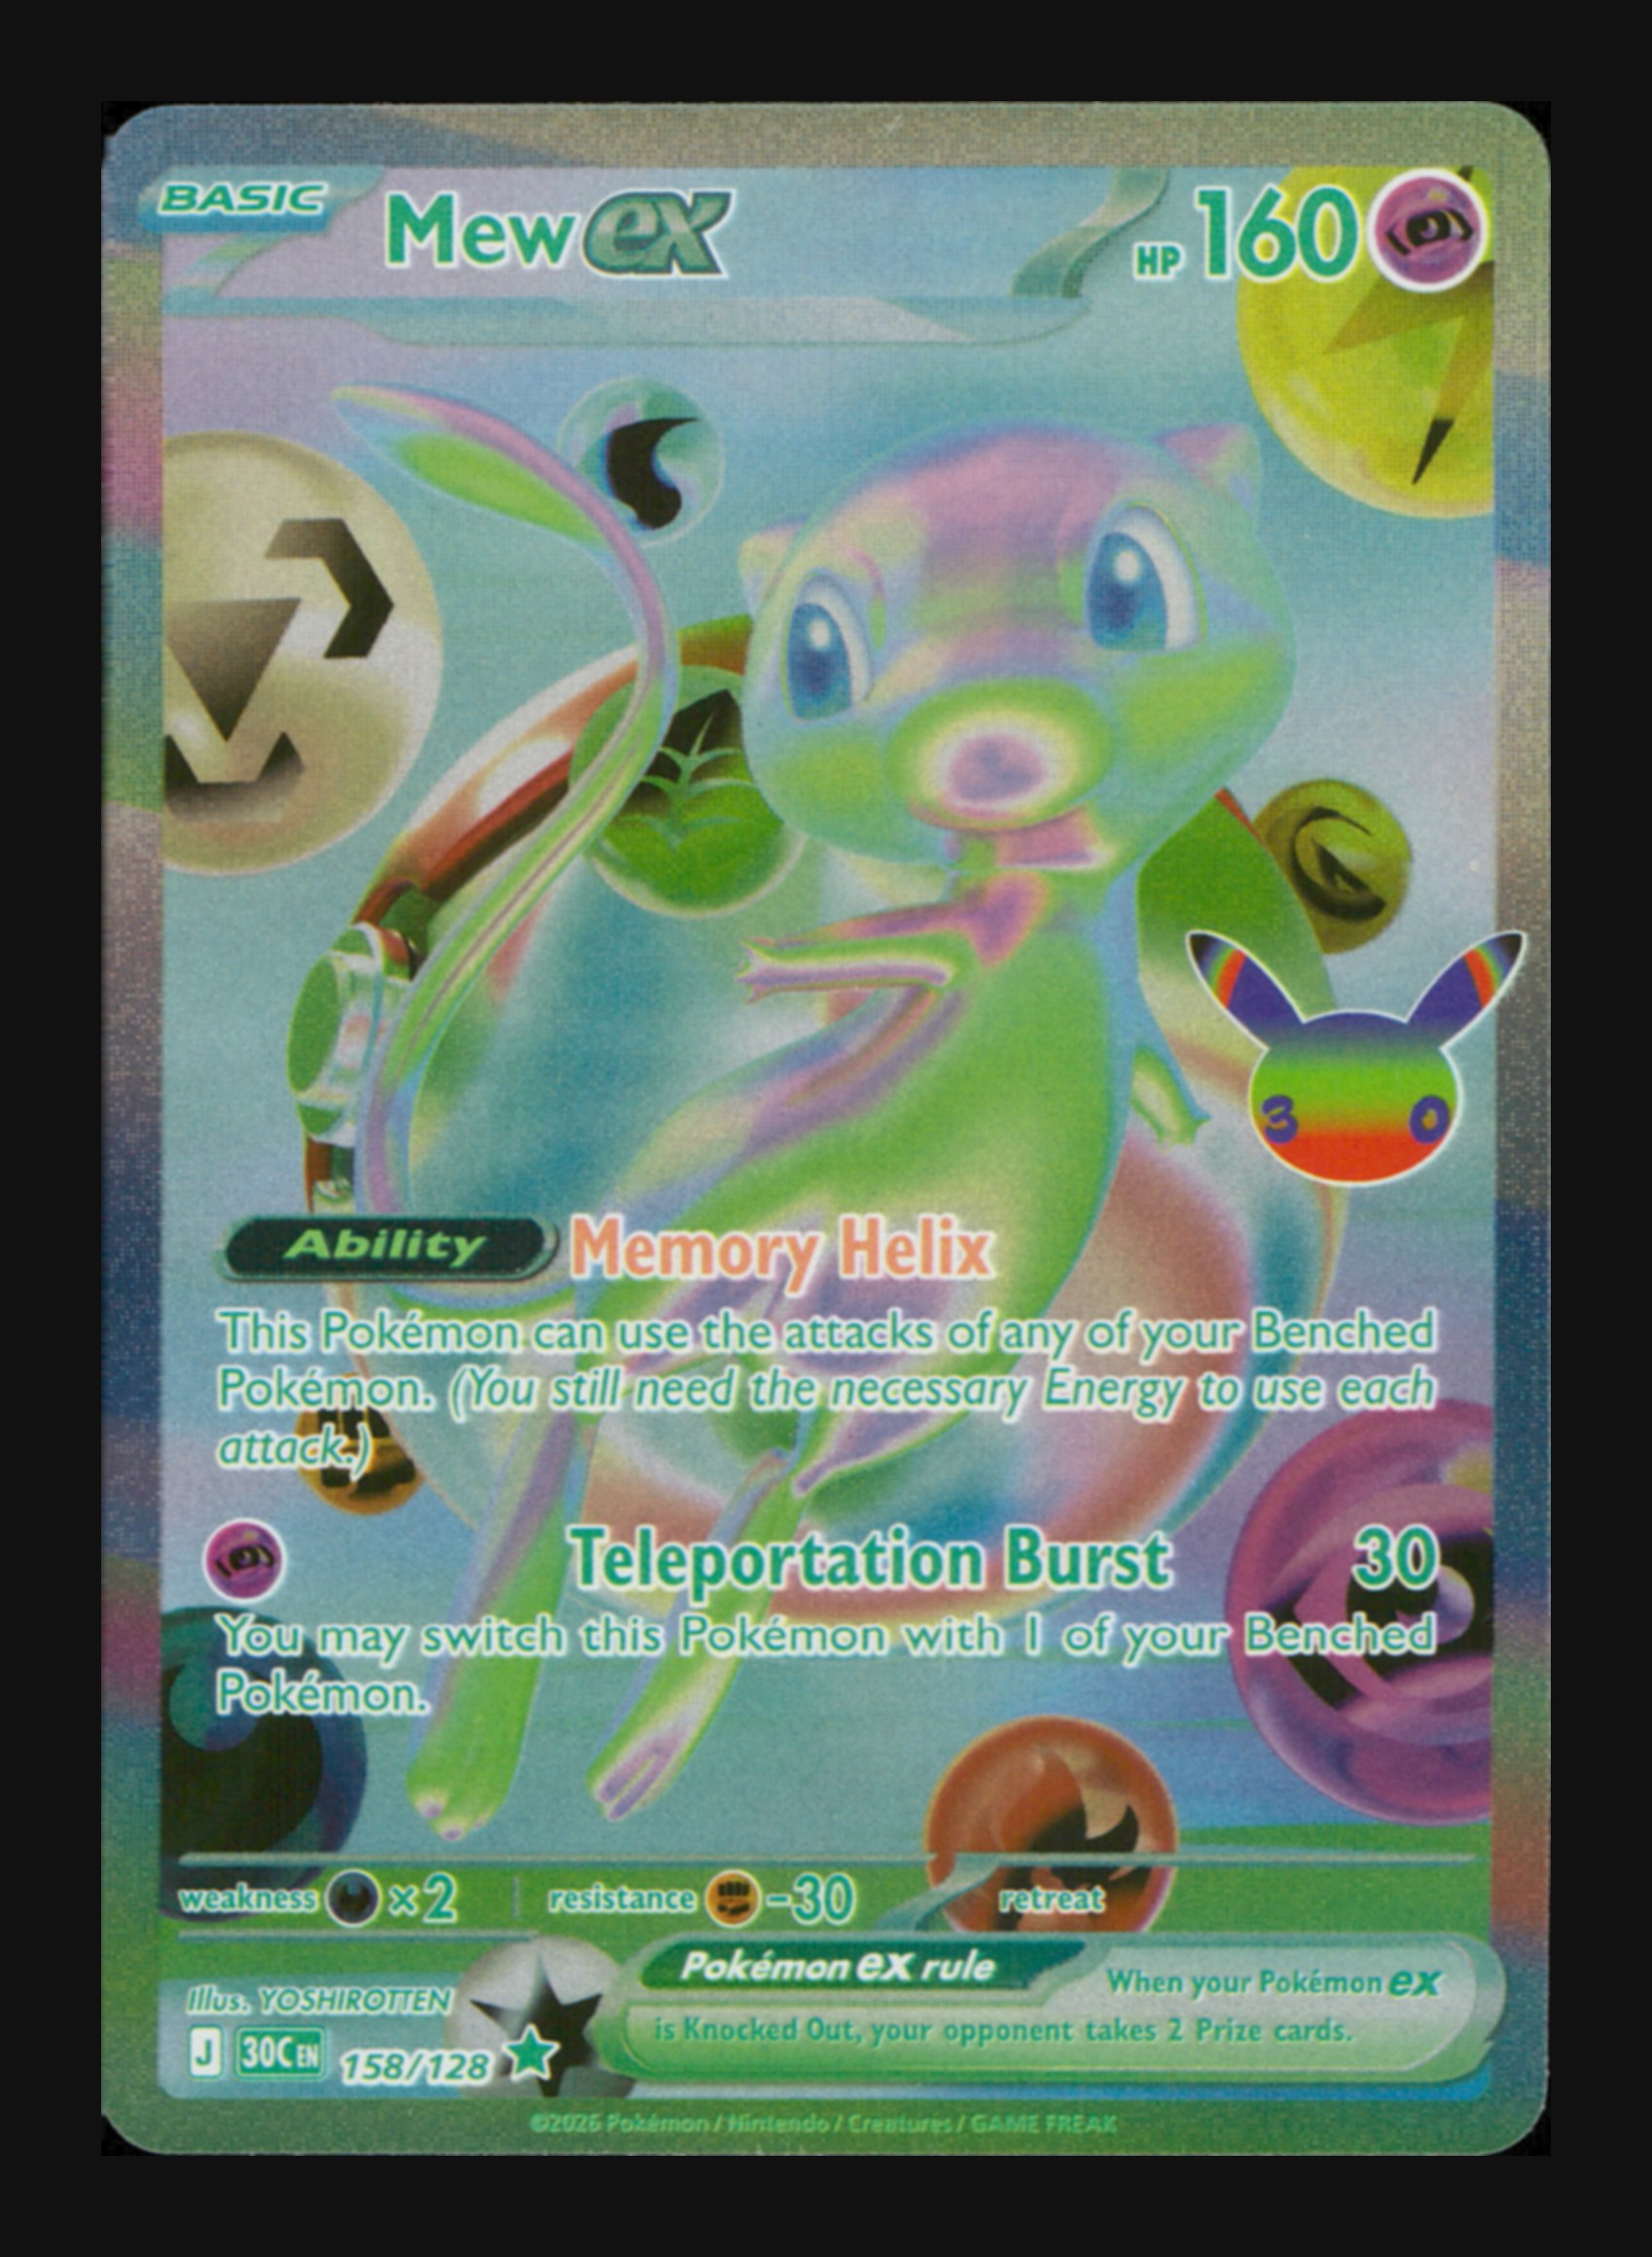 BASIC
Mew ex
HP 160
3 0
Ability Memory Helix
This Pokémon can use the attacks of any of your Benched
Pokémon. (You still need the necessary Energy to use each
attack.)
Teleportation Burst 30
You may switch this Pokémon with 1 of your Benched
Pokémon.
weakness ×2 resistance -30 retreat
Pokémon ex rule When your Pokémon ex
is Knocked Out, your opponent takes 2 Prize cards.
Illus. YOSHIROTTEN
J 30C EN 158/128
©2026 Pokémon / Nintendo / Creatures / GAME FREAK